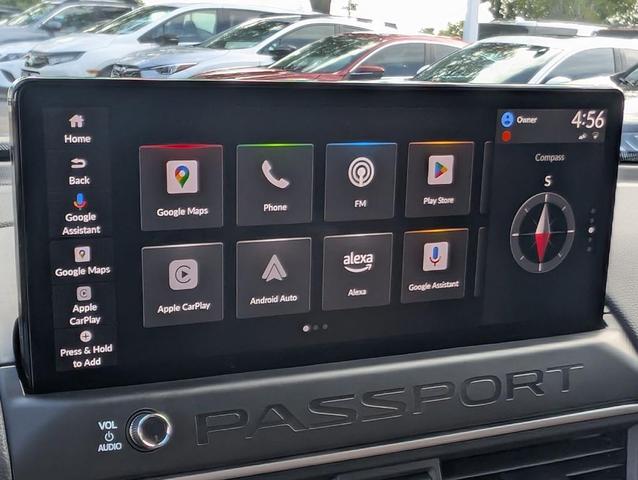 Home
Back
Google
Assistant
Google Maps
Apple
CarPlay
Press & Hold
to Add
Google Maps
Phone
FM
Play Store
Apple CarPlay
Android Auto
alexa
Alexa
Google Assistant
Owner
4:56
Compass
S
PASSPORT
VOL
AUDIO